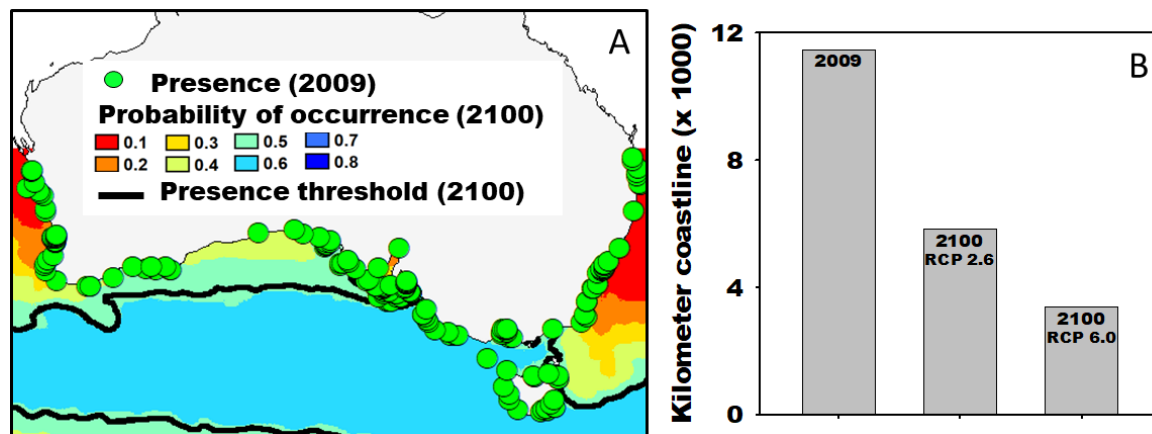 A
Presence (2009)
Probability of occurrence (2100)
0.1 0.3 0.5 0.7
0.2 0.4 0.6 0.8
Presence threshold (2100)
B
Kilometer coastline (x 1000)
12
8
4
0
2009
2100
RCP 2.6
2100
RCP 6.0